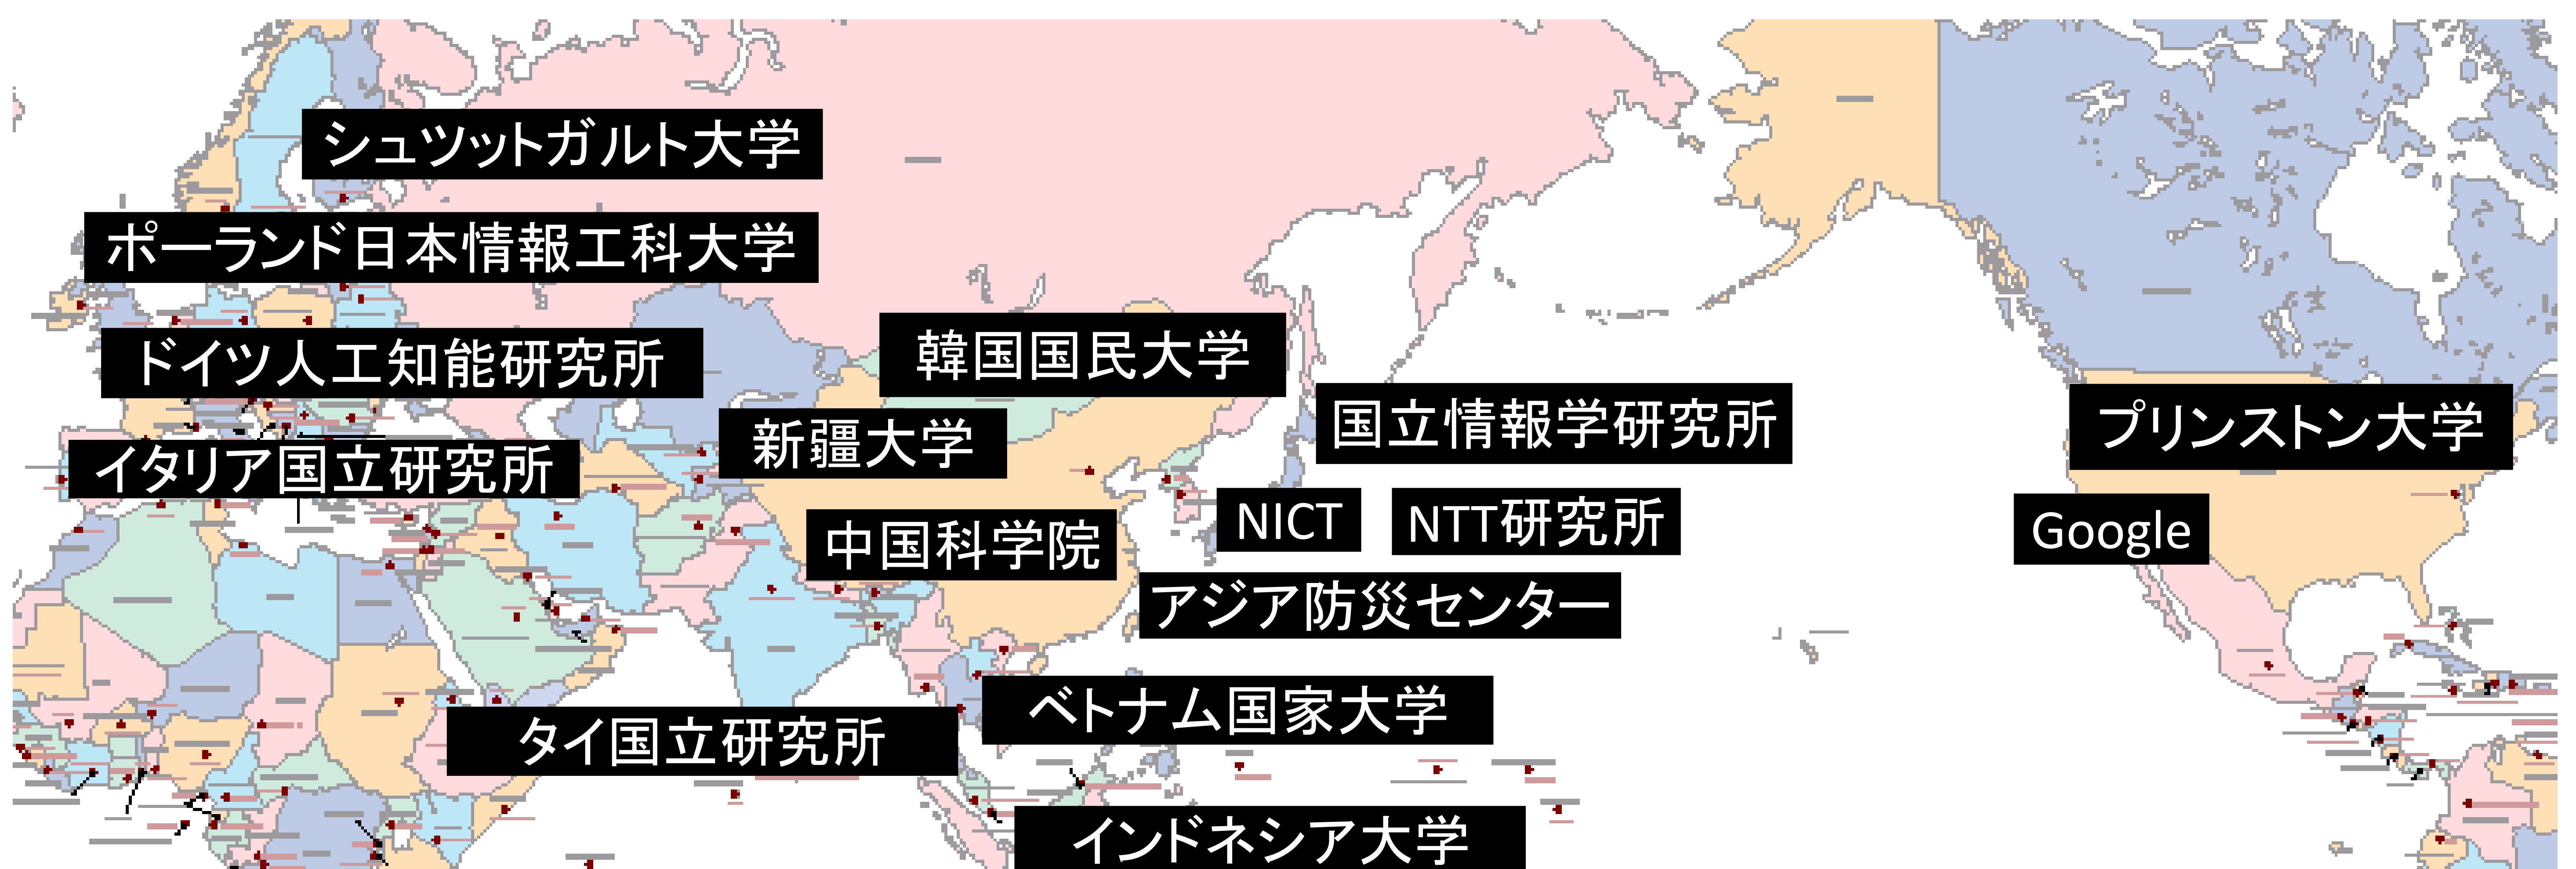 シュツットガルト大学
ポーランド日本情報工科大学
ドイツ人工知能研究所
韓国国民大学
国立情報学研究所
プリンストン大学
新疆大学
イタリア国立研究所
NICT
NTT研究所
Google
中国科学院
アジア防災センター
ベトナム国家大学
タイ国立研究所
インドネシア大学